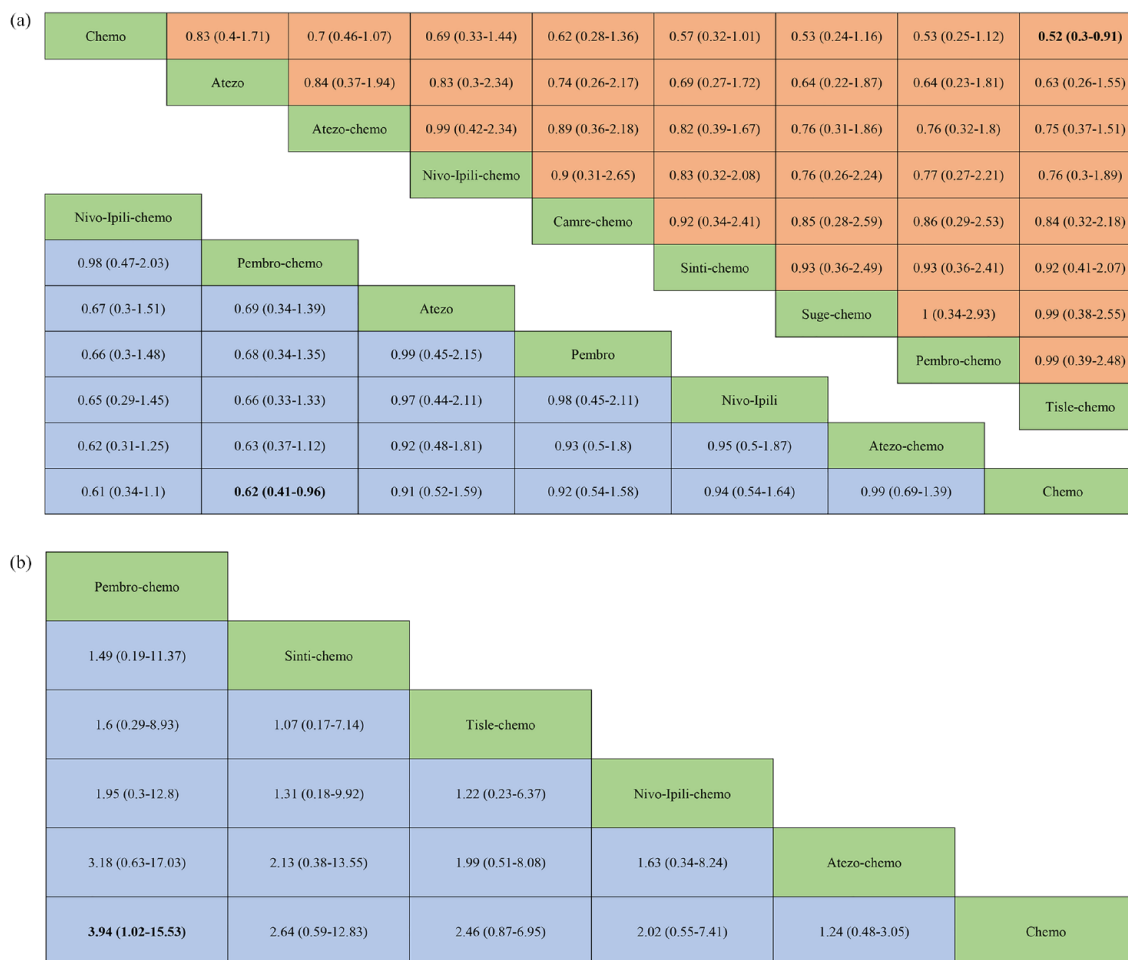 (a)
Chemo 0.83 (0.4-1.71) 0.7 (0.46-1.07) 0.69 (0.33-1.44) 0.62 (0.28-1.36) 0.57 (0.32-1.01) 0.53 (0.24-1.16) 0.53 (0.25-1.12) 0.52 (0.3-0.91)
Atezo 0.84 (0.37-1.94) 0.83 (0.3-2.34) 0.74 (0.26-2.17) 0.69 (0.27-1.72) 0.64 (0.22-1.87) 0.64 (0.23-1.81) 0.63 (0.26-1.55)
Atezo-chemo 0.99 (0.42-2.34) 0.89 (0.36-2.18) 0.82 (0.39-1.67) 0.76 (0.31-1.86) 0.76 (0.32-1.8) 0.75 (0.37-1.51)
Nivo-Ipili-chemo 0.9 (0.31-2.65) 0.83 (0.32-2.08) 0.76 (0.26-2.24) 0.77 (0.27-2.21) 0.76 (0.3-1.89)
Nivo-Ipili-chemo Camre-chemo 0.92 (0.34-2.41) 0.85 (0.28-2.59) 0.86 (0.29-2.53) 0.84 (0.32-2.18)
0.98 (0.47-2.03) Pembro-chemo Sinti-chemo 0.93 (0.36-2.49) 0.93 (0.36-2.41) 0.92 (0.41-2.07)
0.67 (0.3-1.51) 0.69 (0.34-1.39) Atezo Suge-chemo 1 (0.34-2.93) 0.99 (0.38-2.55)
0.66 (0.3-1.48) 0.68 (0.34-1.35) 0.99 (0.45-2.15) Pembro Pembro-chemo 0.99 (0.39-2.48)
0.65 (0.29-1.45) 0.66 (0.33-1.33) 0.97 (0.44-2.11) 0.98 (0.45-2.11) Nivo-Ipili Tisle-chemo
0.62 (0.31-1.25) 0.63 (0.37-1.12) 0.92 (0.48-1.81) 0.93 (0.5-1.8) 0.95 (0.5-1.87) Atezo-chemo
0.61 (0.34-1.1) 0.62 (0.41-0.96) 0.91 (0.52-1.59) 0.92 (0.54-1.58) 0.94 (0.54-1.64) 0.99 (0.69-1.39) Chemo
(b)
Pembro-chemo
1.49 (0.19-11.37) Sinti-chemo
1.6 (0.29-8.93) 1.07 (0.17-7.14) Tisle-chemo
1.95 (0.3-12.8) 1.31 (0.18-9.92) 1.22 (0.23-6.37) Nivo-Ipili-chemo
3.18 (0.63-17.03) 2.13 (0.38-13.55) 1.99 (0.51-8.08) 1.63 (0.34-8.24) Atezo-chemo
3.94 (1.02-15.53) 2.64 (0.59-12.83) 2.46 (0.87-6.95) 2.02 (0.55-7.41) 1.24 (0.48-3.05) Chemo